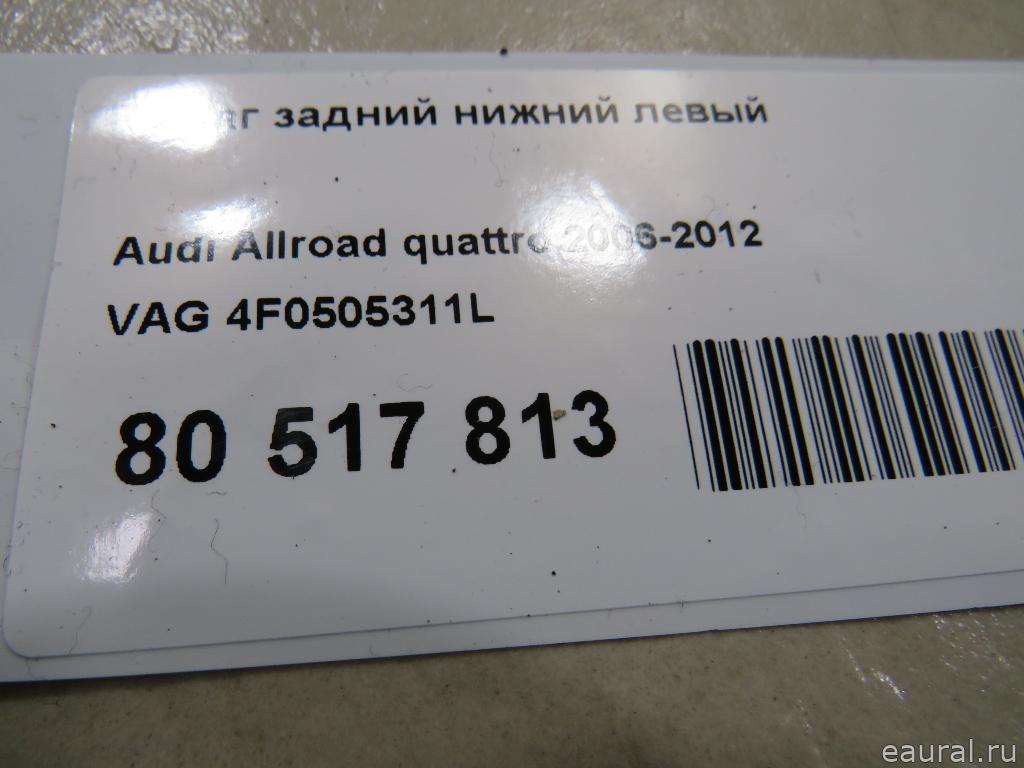 задний нижний левый
Audi Allroad quattro 2006-2012
VAG 4F0505311L
80 517 813
eaural.ru